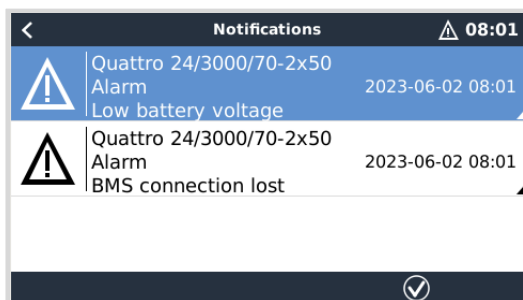 Notifications
08:01
Quattro 24/3000/70-2x50
Alarm
2023-06-02 08:01
Low battery voltage
Quattro 24/3000/70-2x50
Alarm
2023-06-02 08:01
BMS connection lost